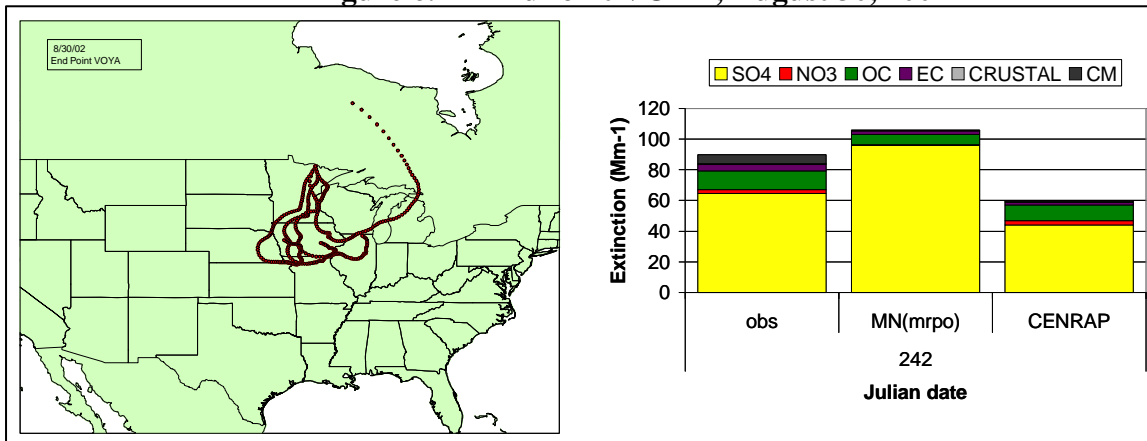 8/30/02
End Point VOYA
SO4 NO3 OC EC CRUSTAL CM
Extinction (Mm-1)
120
100
80
60
40
20
0
obs MN(mrpo) CENRAP
242
Julian date